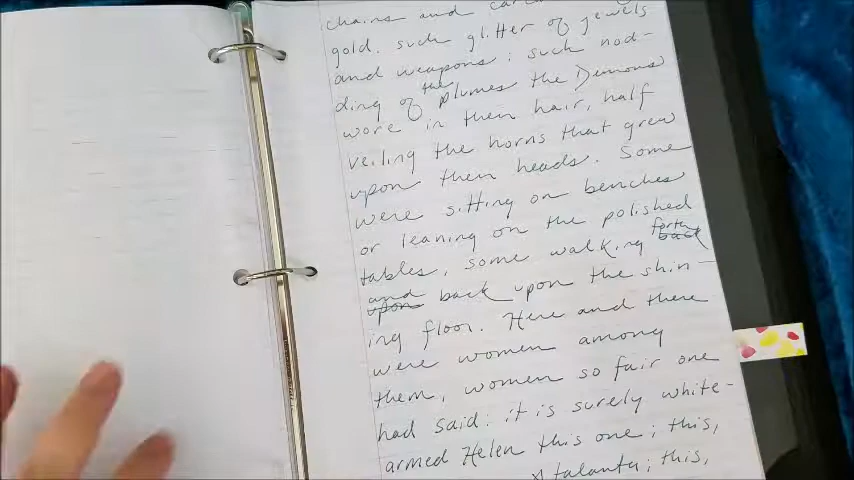 chains and
gold. such glitter of jewels
and weapons; such nod-
the
ding of plumes the Demons
wore in their hair, half
veiling the horns that grew
upon their heads. Some
were sitting on benches
or leaning on the polished
forth
tables, some walking back
and
upon back upon the shin-
ing floor. Here and there
were women among
them, women so fair one
had said: it is surely white-
armed Helen this one; this,
Atalanta; this,